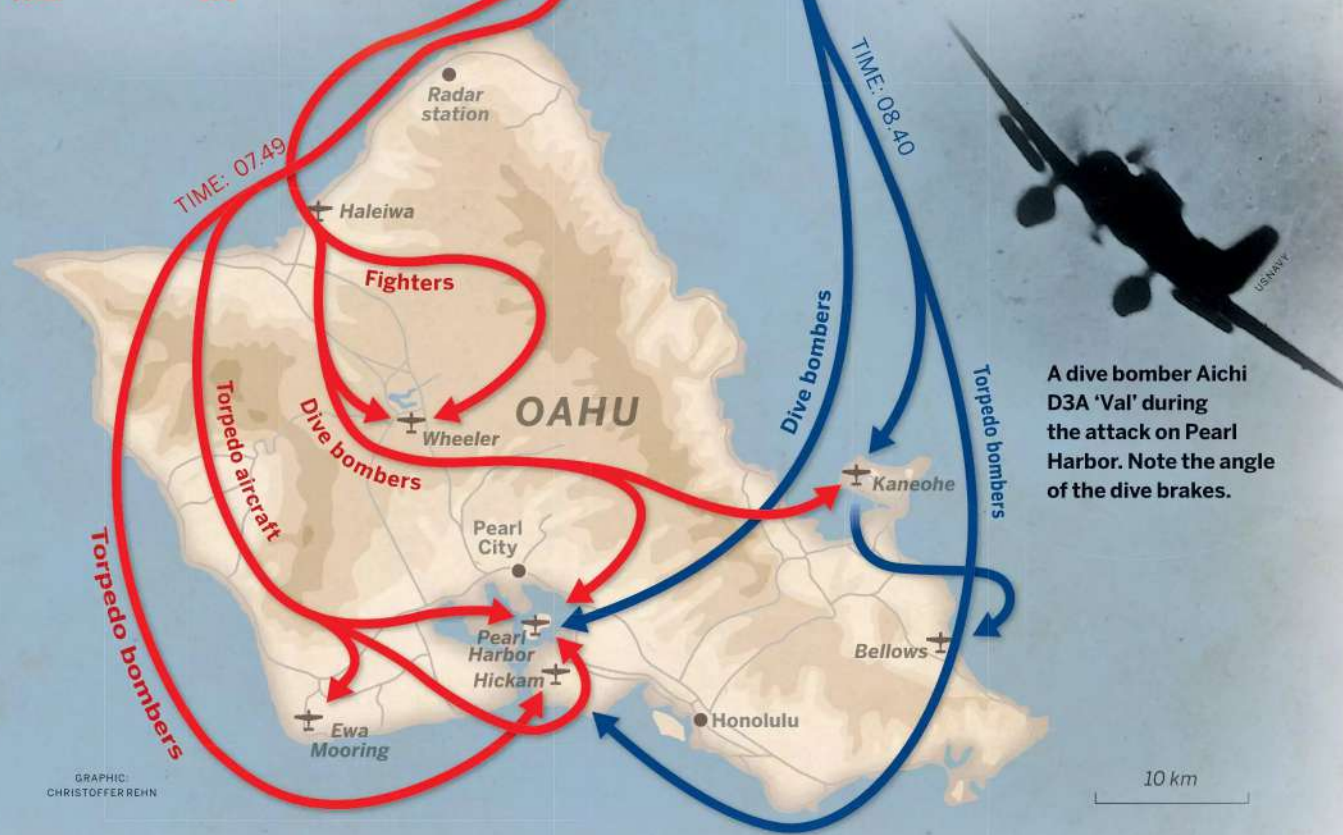 TIME: 07.49
TIME: 08.40
Radar
station
Haleiwa
Fighters
Dive bombers
USNAVY
Torpedo aircraft
Dive bombers
Wheeler
OAHU
Torpedo bombers
A dive bomber Aichi
D3A ‘Val’ during
the attack on Pearl
Harbor. Note the angle
of the dive brakes.
Kaneohe
Pearl
City
Torpedo bombers
Pearl
Harbor
Hickam
Bellows
Ewa
Mooring
Honolulu
GRAPHIC:
CHRISTOFFER REHN
10 km